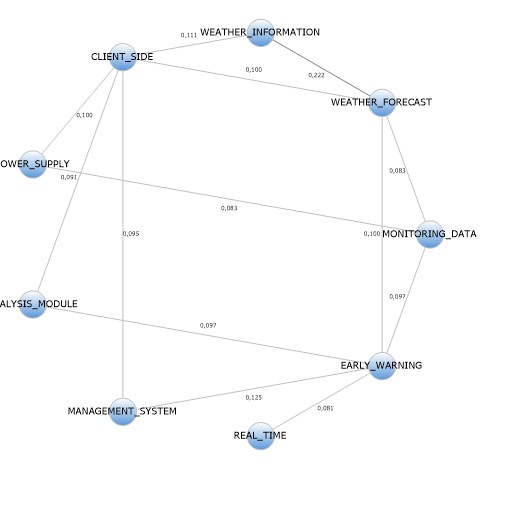 WEATHER_INFORMATION
0,111
CLIENT_SIDE
0,100
0,222
WEATHER_FORECAST
0,100
OWER_SUPPLY
0,091
0,083
0,083
0,095
0,100
MONITORING_DATA
0,097
ALYSIS_MODULE
0,097
EARLY_WARNING
0,125
MANAGEMENT_SYSTEM
0,081
REAL_TIME